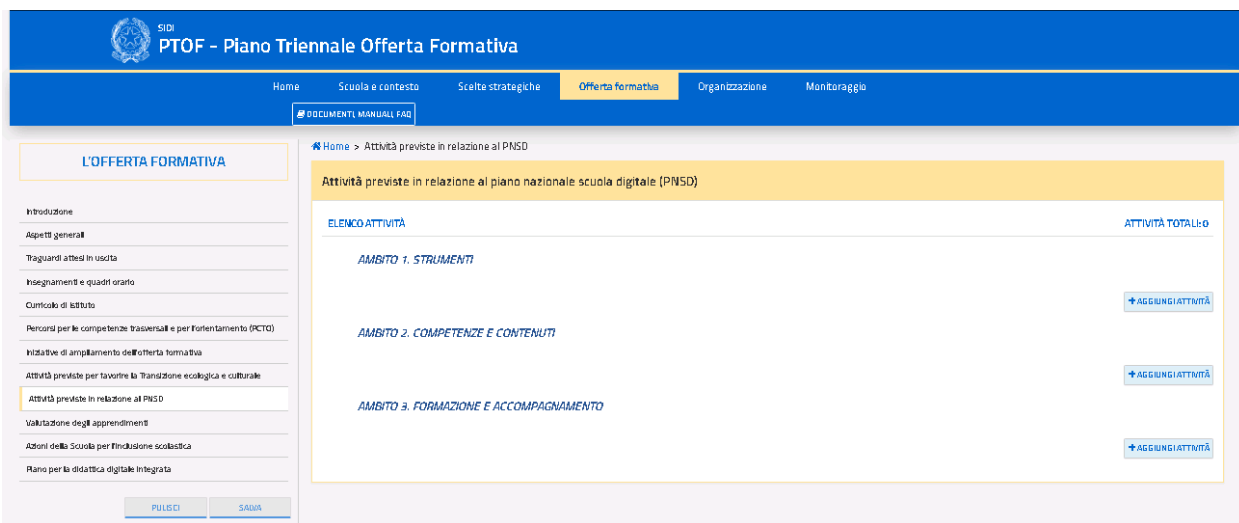 SIDI
PTOF - Piano Triennale Offerta Formativa
Home Scuola e contesto Scelte strategiche Offerta formativa Organizzazione Monitoraggio
DOCUMENTI, MANUALI, FAQ
L'OFFERTA FORMATIVA
Introduzione
Aspetti generali
Traguardi attesi in uscita
Insegnamenti e quadri orario
Curricolo di Istituto
Percorsi per le competenze trasversali e per l'orientamento (PCTO)
Iniziative di ampliamento dell'offerta formativa
Attività previste per favorire la Transizione ecologica e culturale
Attività previste in relazione al PNSD
Valutazione degli apprendimenti
Azioni della Scuola per l'inclusione scolastica
Piano per la didattica digitale integrata
PULISCI SALVA
Home > Attività previste in relazione al PNSD
Attività previste in relazione al piano nazionale scuola digitale (PNSD)
ELENCO ATTIVITÀ ATTIVITÀ TOTALI: 0
AMBITO 1. STRUMENTI
+ AGGIUNGI ATTIVITÀ
AMBITO 2. COMPETENZE E CONTENUTI
+ AGGIUNGI ATTIVITÀ
AMBITO 3. FORMAZIONE E ACCOMPAGNAMENTO
+ AGGIUNGI ATTIVITÀ